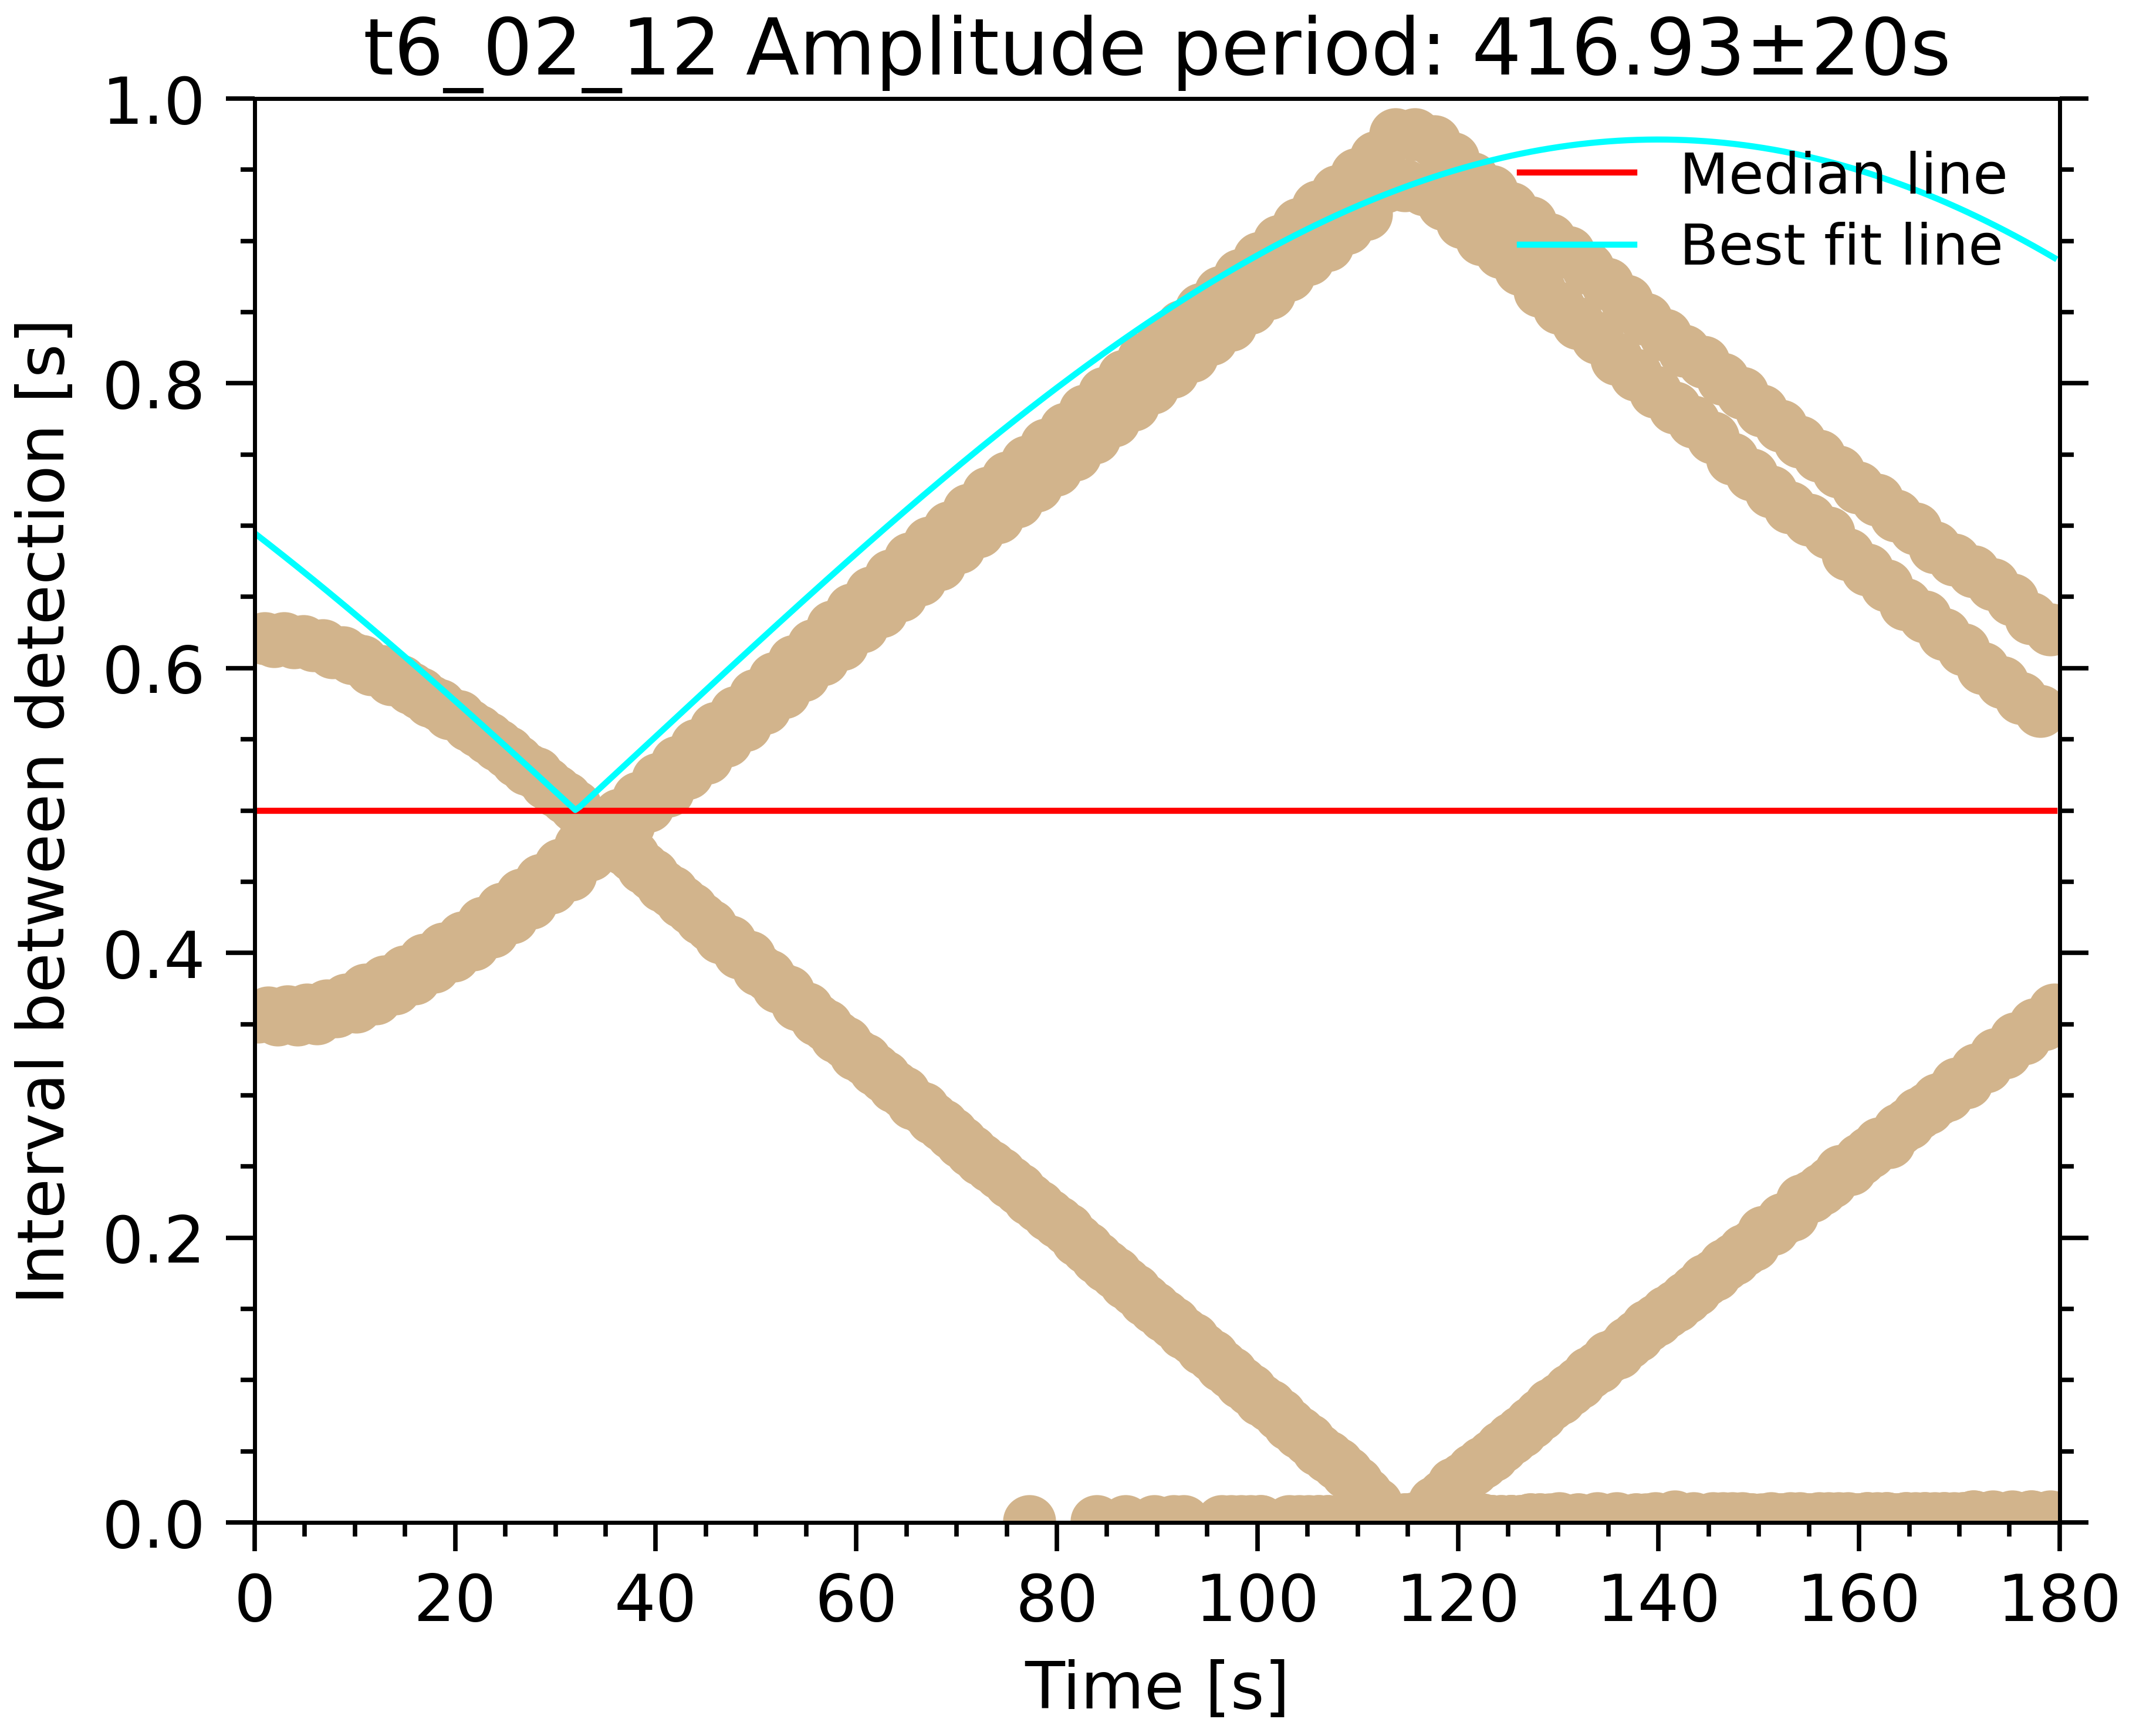 t6_02_12 Amplitude period: 416.93±20s
1.0
0.8
0.6
0.4
0.2
0.0
Interval between detection [s]
Median line
Best fit line
0 20 40 60 80 100 120 140 160 180
Time [s]